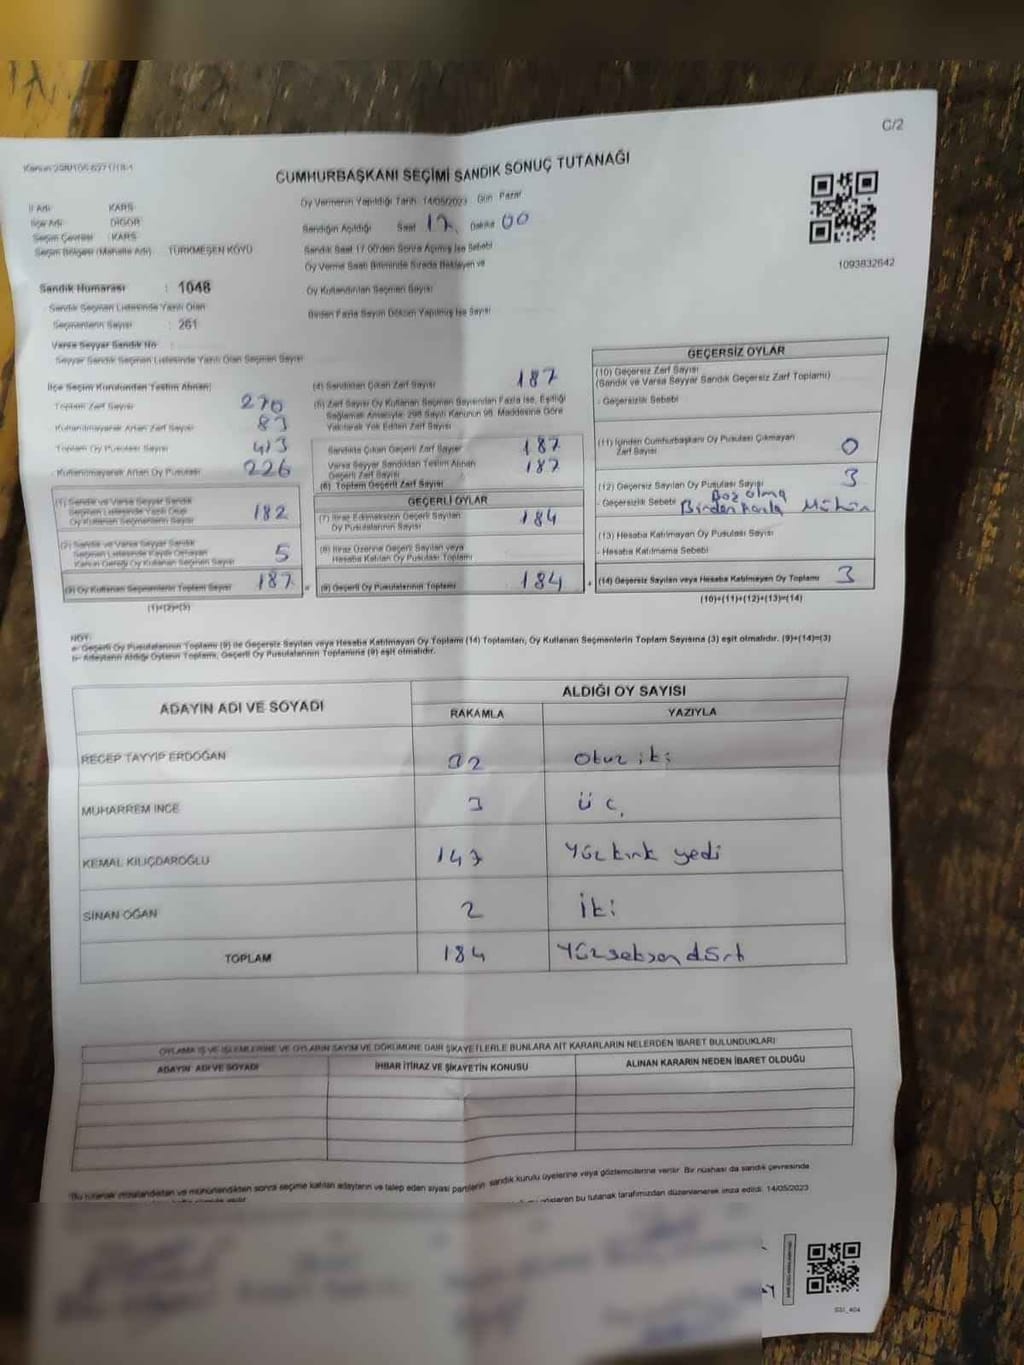 C/2
CUMHURBAŞKANI SEÇİMİ SANDIK SONUÇ TUTANAĞI
İl Adı : KARS
İlçe Adı : DİGOR
Seçim Çevresi : KARS
Seçim Bölgesi (Mahalle Adı) : TÜRKMEŞEN KÖYÜ
Oy Vermenin Yapıldığı Tarih 14/05/2023 Gün Pazar
Sandığın Açıldığı Saat 17 Dakika 00
Sandık Saat 17.00'den Sonra Açılmış İse Sebebi
Oy Verme Saati Bitiminde Sırada Bekleyen ve
Oy Kullandırılan Seçmen Sayısı
Birden Fazla Sayım Döküm Yapılmış İse Sayısı
1093832642
Sandık Numarası : 1048
Sandık Seçmen Listesinde Yazılı Olan
Seçmenlerin Sayısı : 261
Varsa Seyyar Sandık No
Seyyar Sandık Seçmen Listesinde Yazılı Olan Seçmen Sayısı
İlçe Seçim Kurulundan Teslim Alınan;
Toplam Zarf Sayısı 270
Kullanılmayarak Artan Zarf Sayısı 83
Toplam Oy Pusulası Sayısı 413
Kullanılmayarak Artan Oy Pusulası 226
(1) Sandık ve Varsa Seyyar Sandık
Seçmen Listesinde Yazılı Olup
Oy Kullanan Seçmenlerin Sayısı 182
(2) Sandık ve Varsa Seyyar Sandık
Seçmen Listesinde Kayıtlı Olmayan
Kanun Gereği Oy Kullanan Seçmen Sayısı 5
(3) Oy Kullanan Seçmenlerin Toplam Sayısı 187
(1)+(2)=(3)
(4) Sandıktan Çıkan Zarf Sayısı 187
(5) Zarf Sayısı Oy Kullanan Seçmen Sayısından Fazla İse, Eşitliği
Sağlamak Amacıyla; 298 Sayılı Kanunun 98. Maddesine Göre
Yakılarak Yok Edilen Zarf Sayısı
Sandıkta Çıkan Geçerli Zarf Sayısı 187
Varsa Seyyar Sandıktan Teslim Alınan
Geçerli Zarf Sayısı 187
(6) Toplam Geçerli Zarf Sayısı
GEÇERLİ OYLAR
(7) İtiraz Edilmeksizin Geçerli Sayılan
Oy Pusulalarının Sayısı 184
(8) İtiraz Üzerine Geçerli Sayılan veya
Hesaba Katılan Oy Pusulası Toplamı
(9) Geçerli Oy Pusulalarının Toplamı 184
GEÇERSİZ OYLAR
(10) Geçersiz Zarf Sayısı
(Sandık ve Varsa Seyyar Sandık Geçersiz Zarf Toplamı)
- Geçersizlik Sebebi
(11) İçinden Cumhurbaşkanı Oy Pusulası Çıkmayan
Zarf Sayısı 0
(12) Geçersiz Sayılan Oy Pusulası Sayısı 3
- Geçersizlik Sebebi Boz olma
Birden Mühür
(13) Hesaba Katılmayan Oy Pusulası Sayısı
- Hesaba Katılmama Sebebi
(14) Geçersiz Sayılan veya Hesaba Katılmayan Oy Toplamı 3
(10)+(11)+(12)+(13)=(14)
NOT:
a- Geçerli Oy Pusulalarının Toplamı (9) ile Geçersiz Sayılan veya Hesaba Katılmayan Oy Toplamı (14) Toplamları, Oy Kullanan Seçmenlerin Toplam Sayısına (3) eşit olmalıdır. (9)+(14)=(3)
b- Adayların Aldığı Oyların Toplamı, Geçerli Oy Pusulalarının Toplamına (9) eşit olmalıdır.
ADAYIN ADI VE SOYADI ALDIĞI OY SAYISI
RAKAMLA YAZIYLA
RECEP TAYYİP ERDOĞAN 32 Otuz iki
MUHARREM İNCE 3 üç
KEMAL KILIÇDAROĞLU 147 Yüz kırk yedi
SİNAN OĞAN 2 İki
TOPLAM 184 Yüzseksendört
OYLAMA İŞ VE İŞLEMLERİNE VE OYLARIN SAYIM VE DÖKÜMÜNE DAİR ŞİKAYETLERLE BUNLARA AİT KARARLARIN NELERDEN İBARET BULUNDUKLARI
ADAYIN ADI VE SOYADI İHBAR İTİRAZ VE ŞİKAYETİN KONUSU ALINAN KARARIN NEDEN İBARET OLDUĞU
Bu tutanak imzalandıktan ve mühürlendikten sonra seçime katılan adayların ve talep eden siyasi partilerin sandık kurulu üyelerine veya gözlemcilerine verilir. Bir nüshası da sandık çevresinde
bu tutanak tarafımızdan düzenlenerek imza edildi. 14/05/2023